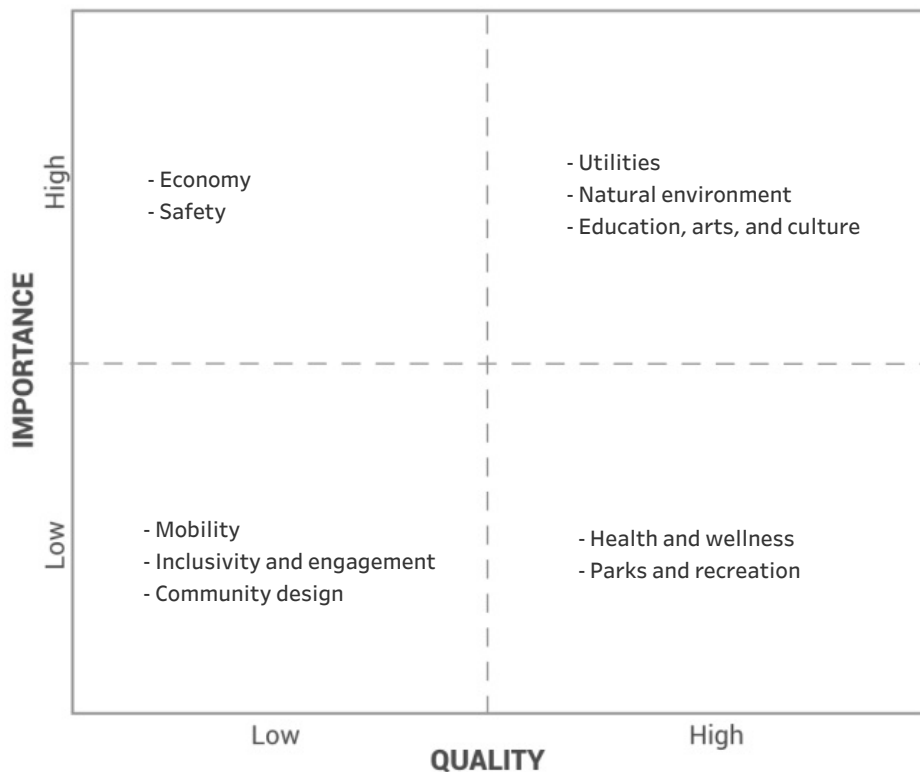 High
- Economy
- Safety
- Utilities
- Natural environment
- Education, arts, and culture
IMPORTANCE
Low
- Mobility
- Inclusivity and engagement
- Community design
- Health and wellness
- Parks and recreation
Low
High
QUALITY